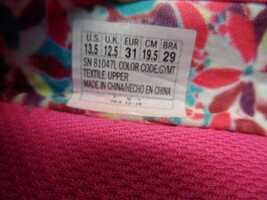 U.S. U.K. EUR CM BRA
13.5 12.5 31 19.5 29
SN 81047L COLOR CODE:GYMT
TEXTILE UPPER
MADE IN CHINA/HECHO EN CHINA